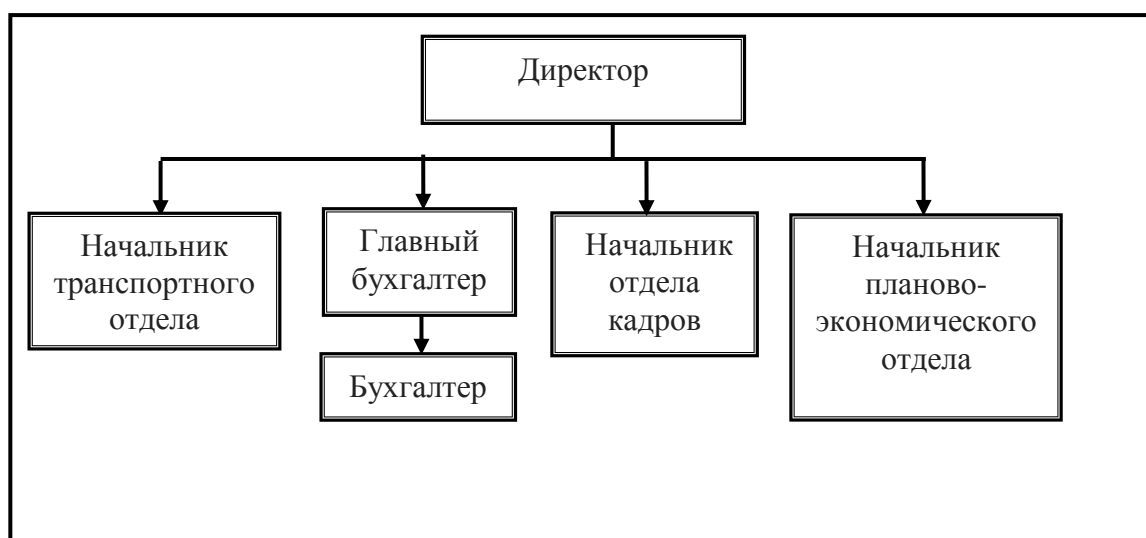 Директор
Начальник
транспортного
отдела
Главный
бухгалтер
Бухгалтер
Начальник
отдела
кадров
Начальник
планово-
экономического
отдела